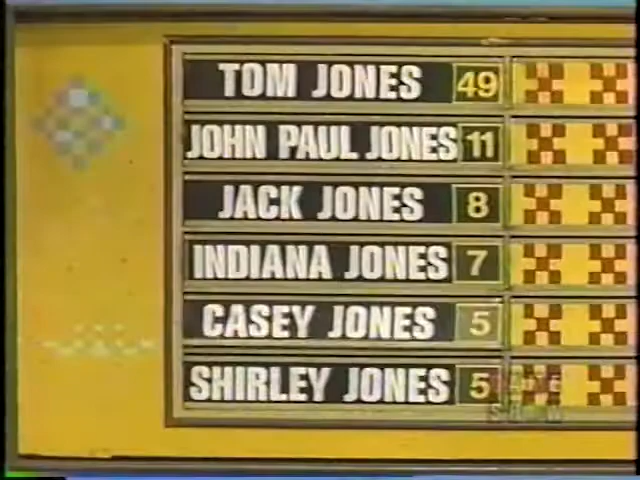 TOM JONES 49
JOHN PAUL JONES 11
JACK JONES 8
INDIANA JONES 7
CASEY JONES 5
SHIRLEY JONES 5